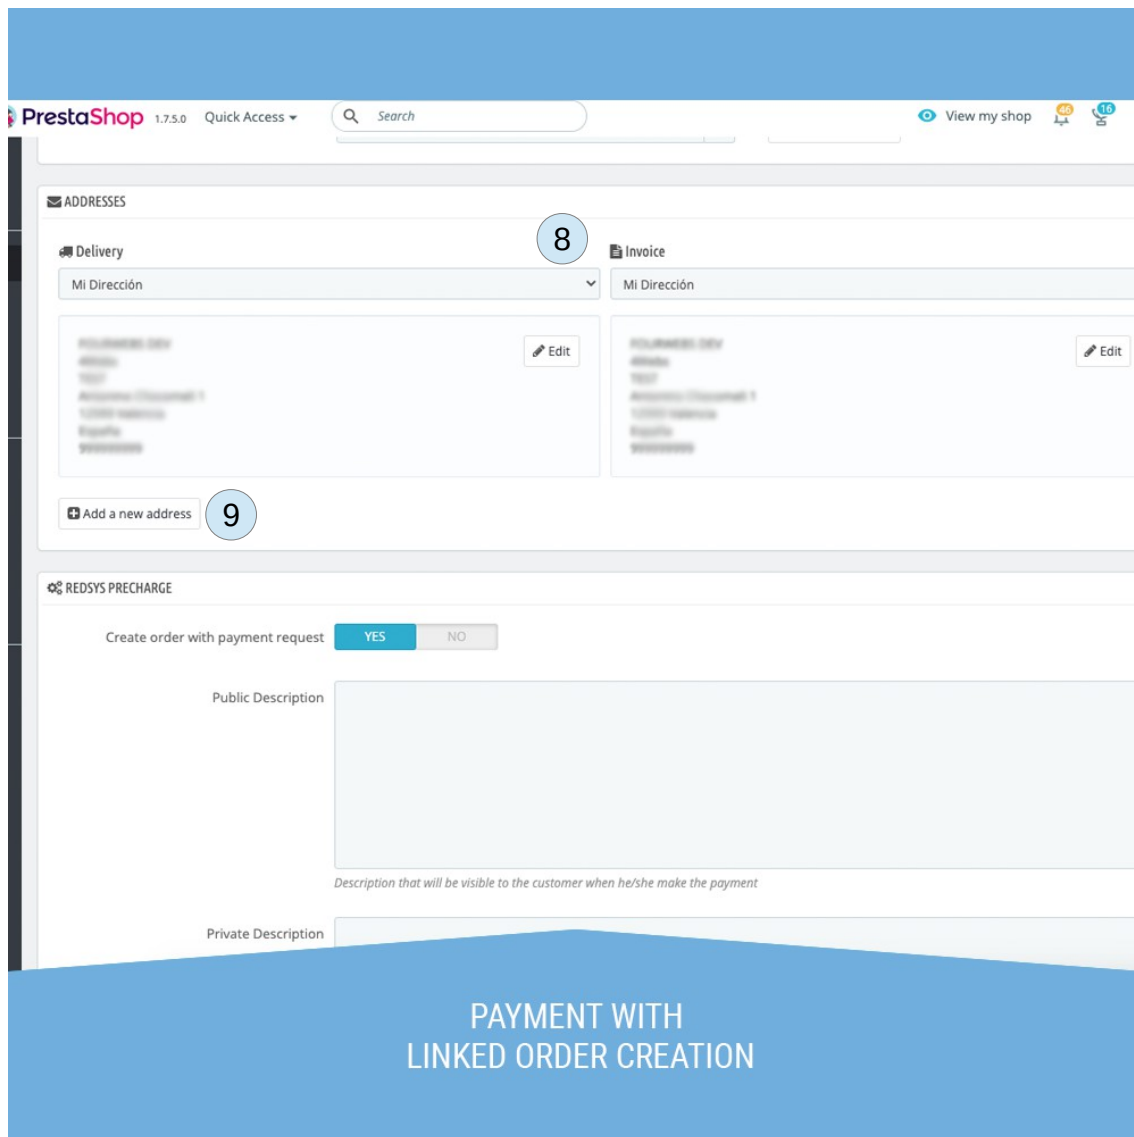 PrestaShop 1.7.5.0 Quick Access Search View my shop 46 16
ADDRESSES
8
Delivery Invoice
Mi Dirección Mi Dirección
Edit Edit
Add a new address 9
REDSYS PRECHARGE
Create order with payment request YES NO
Public Description
Description that will be visible to the customer when he/she make the payment
Private Description
PAYMENT WITH
LINKED ORDER CREATION